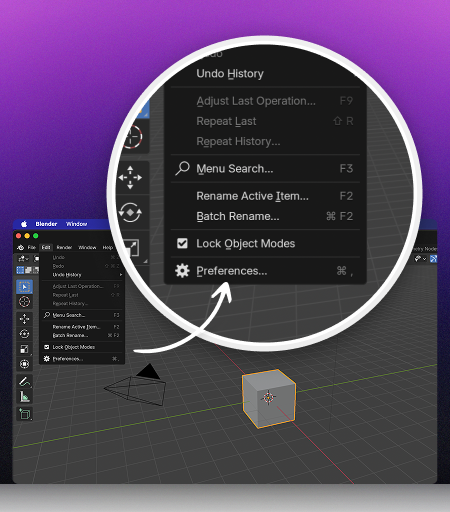 Undo
Undo History
Adjust Last Operation... F9
Repeat Last ⇧ R
Repeat History...
Menu Search... F3
Rename Active Item... F2
Batch Rename... ⌘ F2
Lock Object Modes
Preferences... ⌘ ,
Blender Window
File Edit Render Window Help
Undo
Redo
Undo History
Adjust Last Operation... F9
Repeat Last ⇧ R
Repeat History...
Menu Search... F3
Rename Active Item... F2
Batch Rename... ⌘ F2
Lock Object Modes
Preferences... ⌘ ,
Geometry Nodes